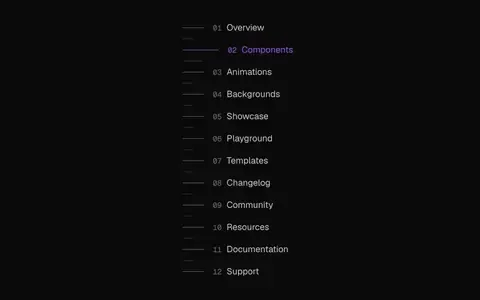 01 Overview
02 Components
03 Animations
04 Backgrounds
05 Showcase
06 Playground
07 Templates
08 Changelog
09 Community
10 Resources
11 Documentation
12 Support